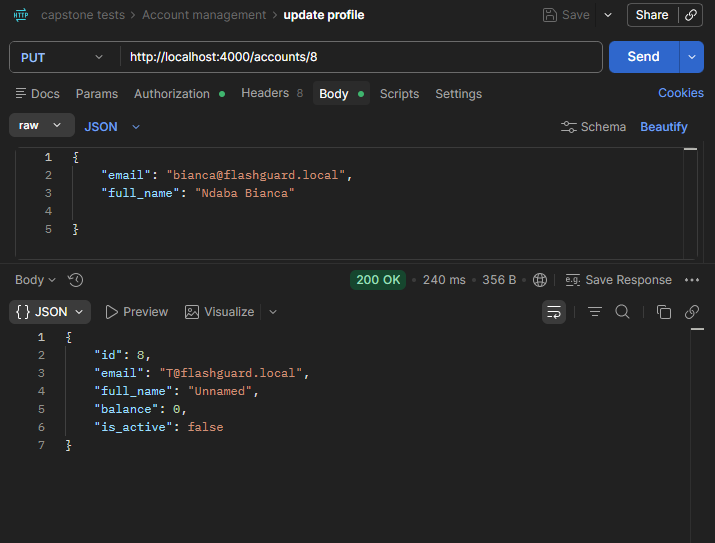 HTTP capstone tests > Account management > update profile Save Share
PUT http://localhost:4000/accounts/8 Send
Docs Params Authorization Headers 8 Body Scripts Settings Cookies
raw JSON Schema Beautify
1 {
2 "email": "bianca@flashguard.local",
3 "full_name": "Ndaba Bianca"
4
5 }
Body 200 OK • 240 ms • 356 B e.g. Save Response
{} JSON Preview Visualize
1 {
2 "id": 8,
3 "email": "T@flashguard.local",
4 "full_name": "Unnamed",
5 "balance": 0,
6 "is_active": false
7 }